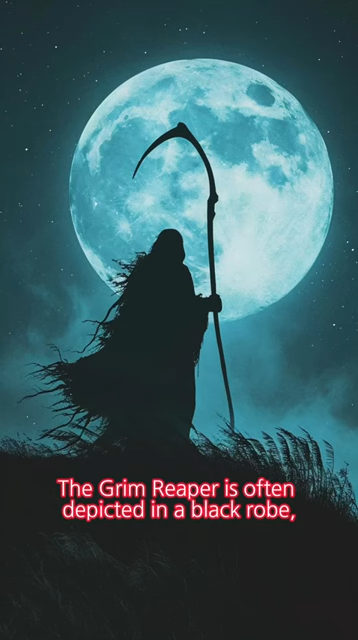 The Grim Reaper is often
depicted in a black robe,